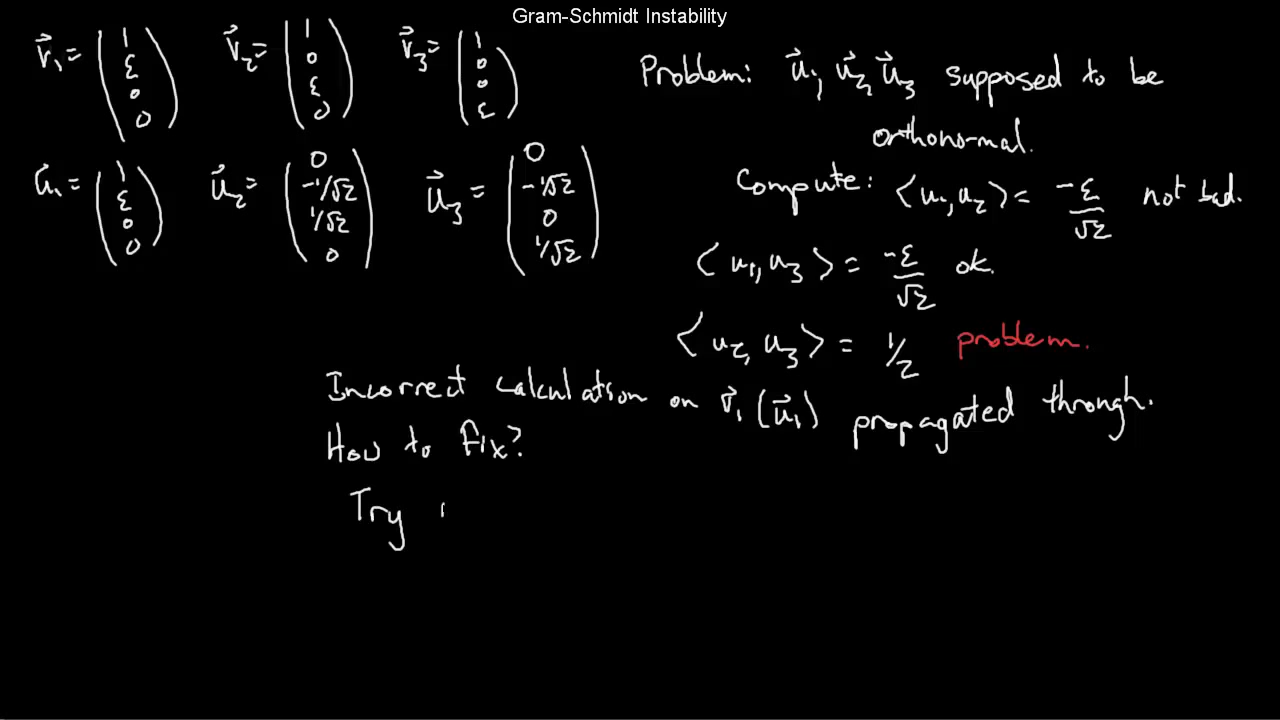 Gram-Schmidt Instability
v⃗₁ = (1 ε 0 0) v⃗₂ = (1 0 ε 0) v⃗₃ = (1 0 0 ε)
Problem: u⃗₁, u⃗₂ u⃗₃ supposed to be
orthonormal.
u⃗₁ = (1 ε 0 0) u⃗₂ = (0 -1/√2 1/√2 0) u⃗₃ = (0 -1/√2 0 1/√2)
Compute: ⟨u₁, u₂⟩ = -ε/√2 not bad.
⟨u₁, u₃⟩ = -ε/√2 ok.
⟨u₂, u₃⟩ = 1/2 problem.
Incorrect calculation on v⃗₁ (u⃗₁) propagated through.
How to fix?
Try